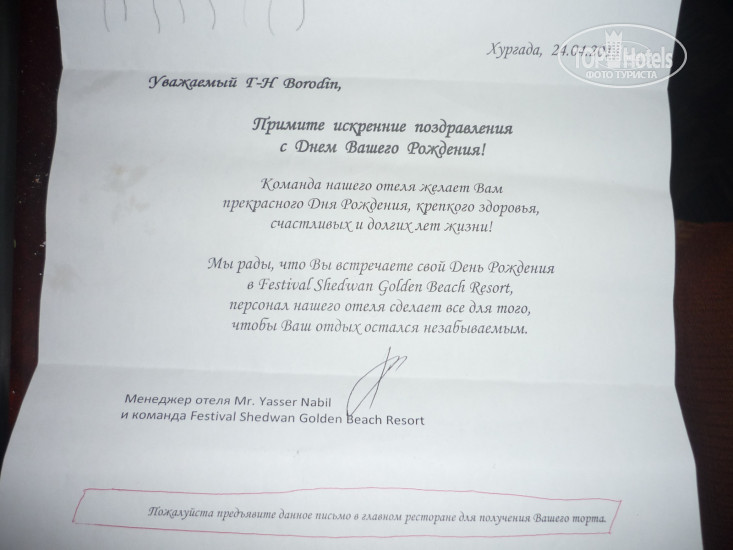 Хургада, 24.04.20
TOP Hotels
ФОТО ТУРИСТА
Уважаемый Г-Н Borodin,
Примите искренние поздравления
с Днем Вашего Рождения!
Команда нашего отеля желает Вам
прекрасного Дня Рождения, крепкого здоровья,
счастливых и долгих лет жизни!
Мы рады, что Вы встречаете свой День Рождения
в Festival Shedwan Golden Beach Resort,
персонал нашего отеля сделает все для того,
чтобы Ваш отдых остался незабываемым.
Менеджер отеля Mr. Yasser Nabil
и команда Festival Shedwan Golden Beach Resort
Пожалуйста предъявите данное письмо в главном ресторане для получения Вашего торта.